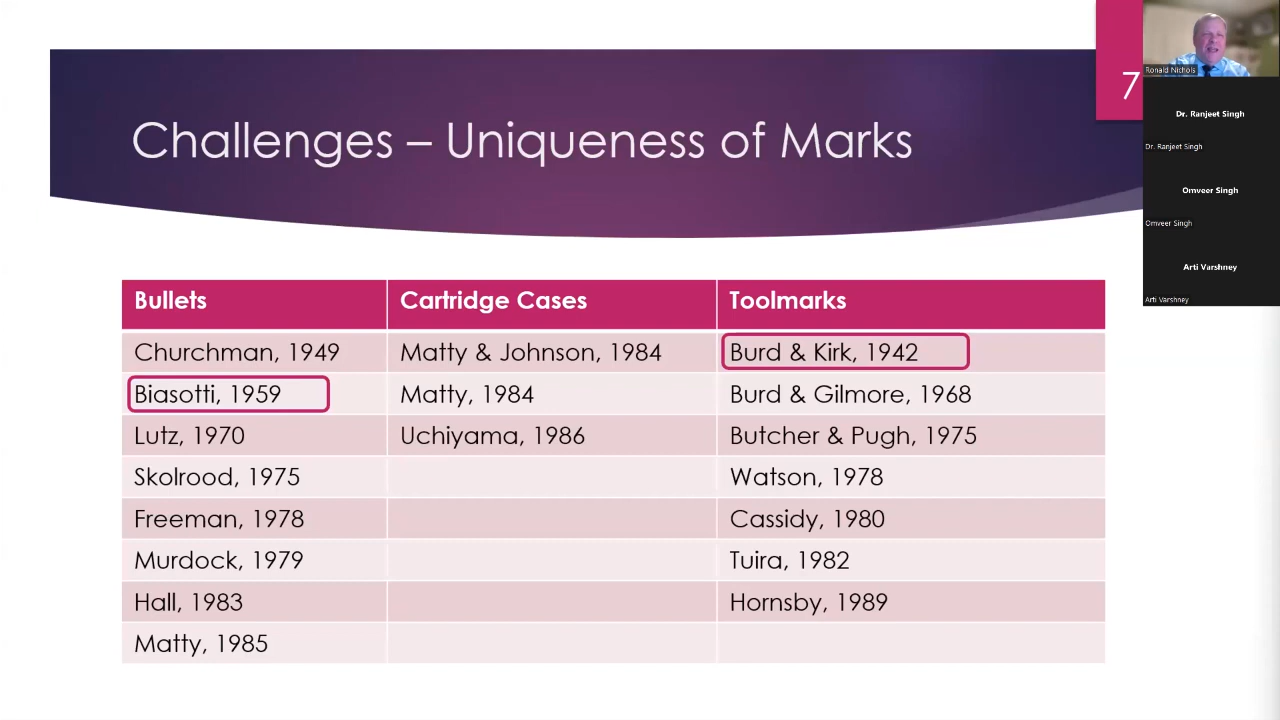 7
Challenges – Uniqueness of Marks
Bullets Cartridge Cases Toolmarks
Churchman, 1949 Matty & Johnson, 1984 Burd & Kirk, 1942
Biasotti, 1959 Matty, 1984 Burd & Gilmore, 1968
Lutz, 1970 Uchiyama, 1986 Butcher & Pugh, 1975
Skolrood, 1975 Watson, 1978
Freeman, 1978 Cassidy, 1980
Murdock, 1979 Tuira, 1982
Hall, 1983 Hornsby, 1989
Matty, 1985
Ronald Nichols
Dr. Ranjeet Singh
Dr. Ranjeet Singh
Omveer Singh
Omveer Singh
Arti Varshney
Arti Varshney